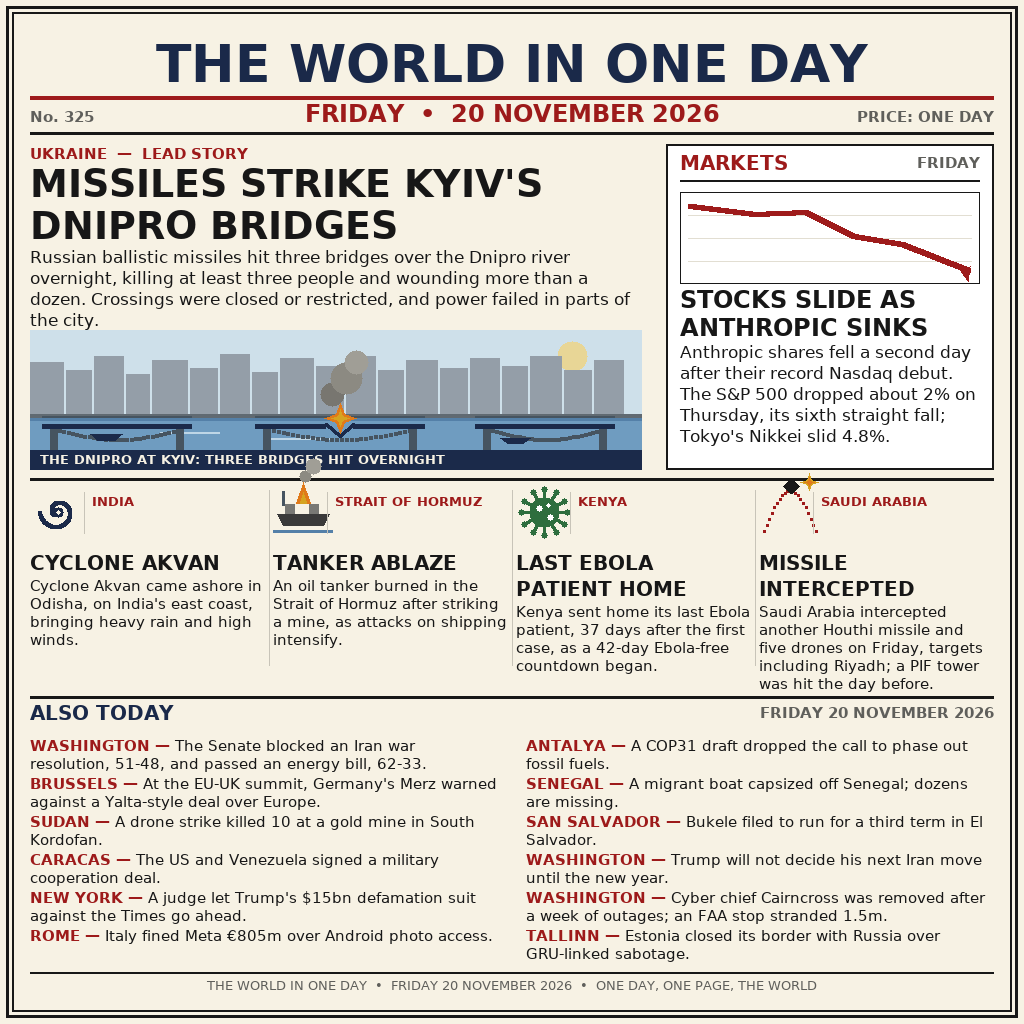 THE WORLD IN ONE DAY
No. 325
FRIDAY • 20 NOVEMBER 2026
PRICE: ONE DAY
UKRAINE — LEAD STORY
MISSILES STRIKE KYIV'S
DNIPRO BRIDGES
Russian ballistic missiles hit three bridges over the Dnipro river
overnight, killing at least three people and wounding more than a
dozen. Crossings were closed or restricted, and power failed in parts of
the city.
THE DNIPRO AT KYIV: THREE BRIDGES HIT OVERNIGHT
MARKETS
FRIDAY
STOCKS SLIDE AS
ANTHROPIC SINKS
Anthropic shares fell a second day
after their record Nasdaq debut.
The S&P 500 dropped about 2% on
Thursday, its sixth straight fall;
Tokyo's Nikkei slid 4.8%.
INDIA
CYCLONE AKVAN
Cyclone Akvan came ashore in
Odisha, on India's east coast,
bringing heavy rain and high
winds.
STRAIT OF HORMUZ
TANKER ABLAZE
An oil tanker burned in the
Strait of Hormuz after striking
a mine, as attacks on shipping
intensify.
KENYA
LAST EBOLA
PATIENT HOME
Kenya sent home its last Ebola
patient, 37 days after the first
case, as a 42-day Ebola-free
countdown began.
SAUDI ARABIA
MISSILE
INTERCEPTED
Saudi Arabia intercepted
another Houthi missile and
five drones on Friday, targets
including Riyadh; a PIF tower
was hit the day before.
ALSO TODAY
FRIDAY 20 NOVEMBER 2026
WASHINGTON — The Senate blocked an Iran war
resolution, 51-48, and passed an energy bill, 62-33.
BRUSSELS — At the EU-UK summit, Germany's Merz warned
against a Yalta-style deal over Europe.
SUDAN — A drone strike killed 10 at a gold mine in South
Kordofan.
CARACAS — The US and Venezuela signed a military
cooperation deal.
NEW YORK — A judge let Trump's $15bn defamation suit
against the Times go ahead.
ROME — Italy fined Meta €805m over Android photo access.
ANTALYA — A COP31 draft dropped the call to phase out
fossil fuels.
SENEGAL — A migrant boat capsized off Senegal; dozens
are missing.
SAN SALVADOR — Bukele filed to run for a third term in El
Salvador.
WASHINGTON — Trump will not decide his next Iran move
until the new year.
WASHINGTON — Cyber chief Cairncross was removed after
a week of outages; an FAA stop stranded 1.5m.
TALLINN — Estonia closed its border with Russia over
GRU-linked sabotage.
THE WORLD IN ONE DAY • FRIDAY 20 NOVEMBER 2026 • ONE DAY, ONE PAGE, THE WORLD